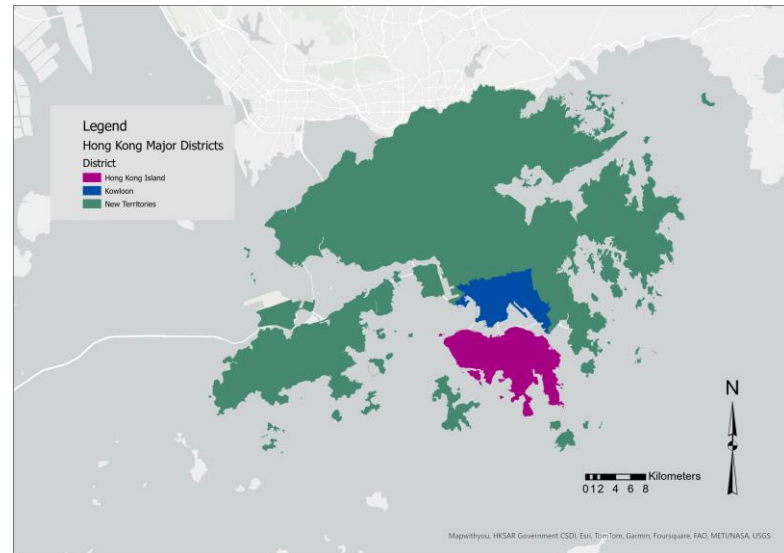 Legend
Hong Kong Major Districts
District
Hong Kong Island
Kowloon
New Territories
N
Kilometers
0 1 2 4 6 8
Mapwithyou, HKSAR Government CSDI, Esri, TomTom, Garmin, Foursquare, FAO, METI/NASA, USGS